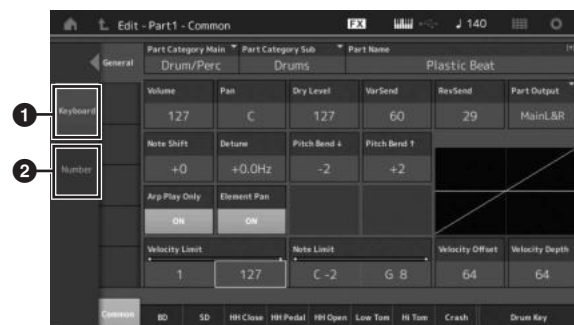 Edit - Part1 - Common FX 140
Part Category Main Part Category Sub Part Name
General Drum/Perc Drums Plastic Beat
Volume Pan Dry Level VarSend RevSend Part Output
127 C 127 60 29 MainL&R
1 Keyboard
Note Shift Detune Pitch Bend ↓ Pitch Bend ↑
+0 +0.0Hz -2 +2
2 Number
Arp Play Only Element Pan
ON ON
Velocity Limit Note Limit Velocity Offset Velocity Depth
1 127 C -2 G 8 64 64
Common BD SD HH Close HH Pedal HH Open Low Tom Hi Tom Crash Drum Key